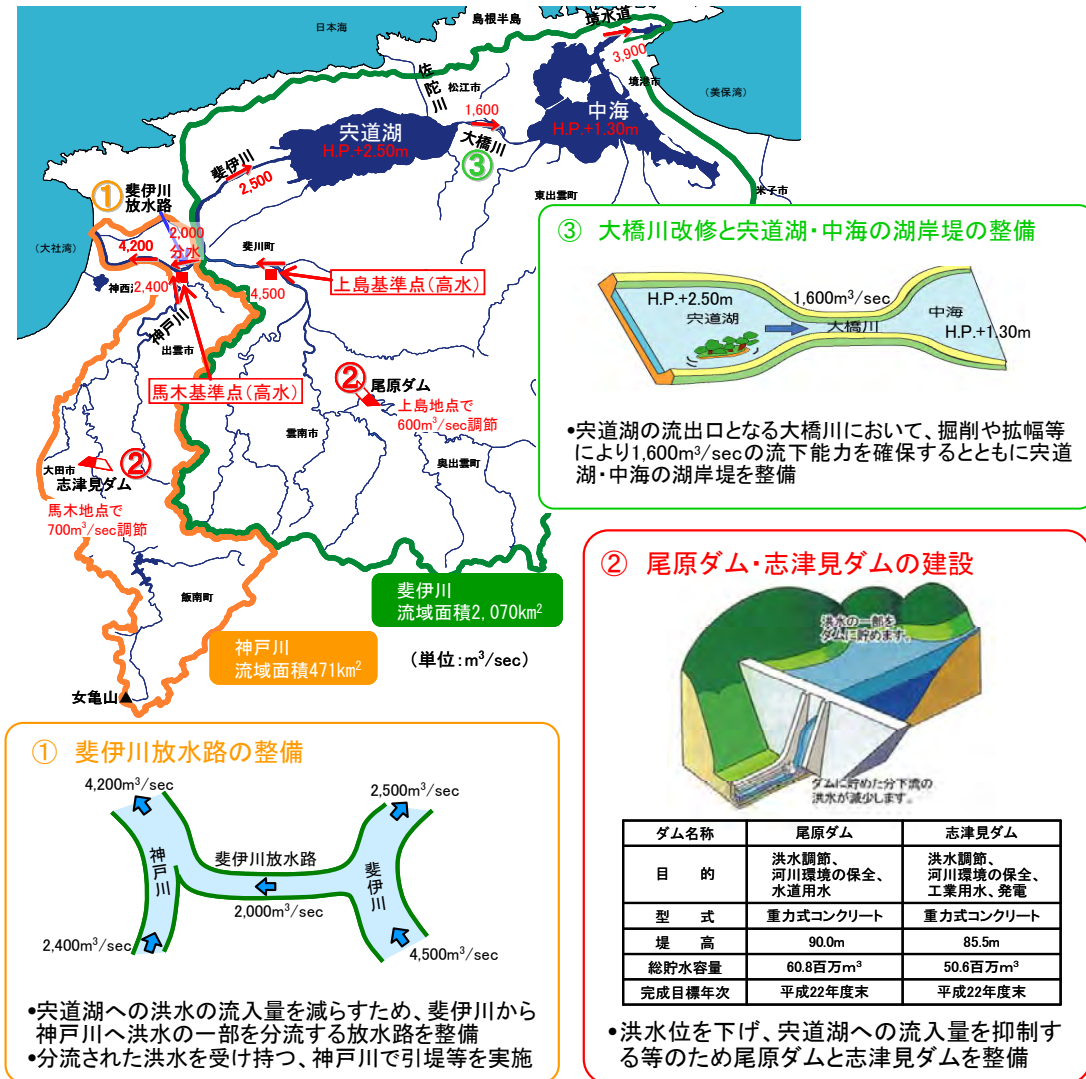 日本海
島根半島
境水道
3,900
境港市
(美保湾)
佐陀川
松江市
1,600
中海
H.P.+1.30m
宍道湖
H.P.+2.50m
大橋川
③
斐伊川
2,500
東出雲町
米子市
① 斐伊川
放水路
(大社湾)
4,200
2,000
分水
斐川町
2,400
4,500
上島基準点(高水)
神西
神戸川
出雲市
馬木基準点(高水)
② 尾原ダム
上島地点で
600m³/sec調節
雲南市
奥出雲町
大田市
②
志津見ダム
馬木地点で
700m³/sec調節
飯南町
斐伊川
流域面積2,070km²
神戸川
流域面積471km²
(単位:m³/sec)
女亀山
③ 大橋川改修と宍道湖・中海の湖岸堤の整備
H.P.+2.50m
宍道湖
1,600m³/sec
大橋川
中海
H.P.+1.30m
•宍道湖の流出口となる大橋川において、掘削や拡幅等
により1,600m³/secの流下能力を確保するとともに宍道
湖・中海の湖岸堤を整備
② 尾原ダム・志津見ダムの建設
洪水の一部を
ダムに貯めます。
ダムに貯めた分下流の
洪水が減少します。
ダム名称 尾原ダム 志津見ダム
目 的 洪水調節、河川環境の保全、水道用水 洪水調節、河川環境の保全、工業用水、発電
型 式 重力式コンクリート 重力式コンクリート
堤 高 90.0m 85.5m
総貯水容量 60.8百万m³ 50.6百万m³
完成目標年次 平成22年度末 平成22年度末
•洪水位を下げ、宍道湖への流入量を抑制す
る等のため尾原ダムと志津見ダムを整備
① 斐伊川放水路の整備
4,200m³/sec
2,500m³/sec
神戸川
斐伊川放水路
斐伊川
2,000m³/sec
2,400m³/sec
4,500m³/sec
•宍道湖への洪水の流入量を減らすため、斐伊川から
神戸川へ洪水の一部を分流する放水路を整備
•分流された洪水を受け持つ、神戸川で引堤等を実施